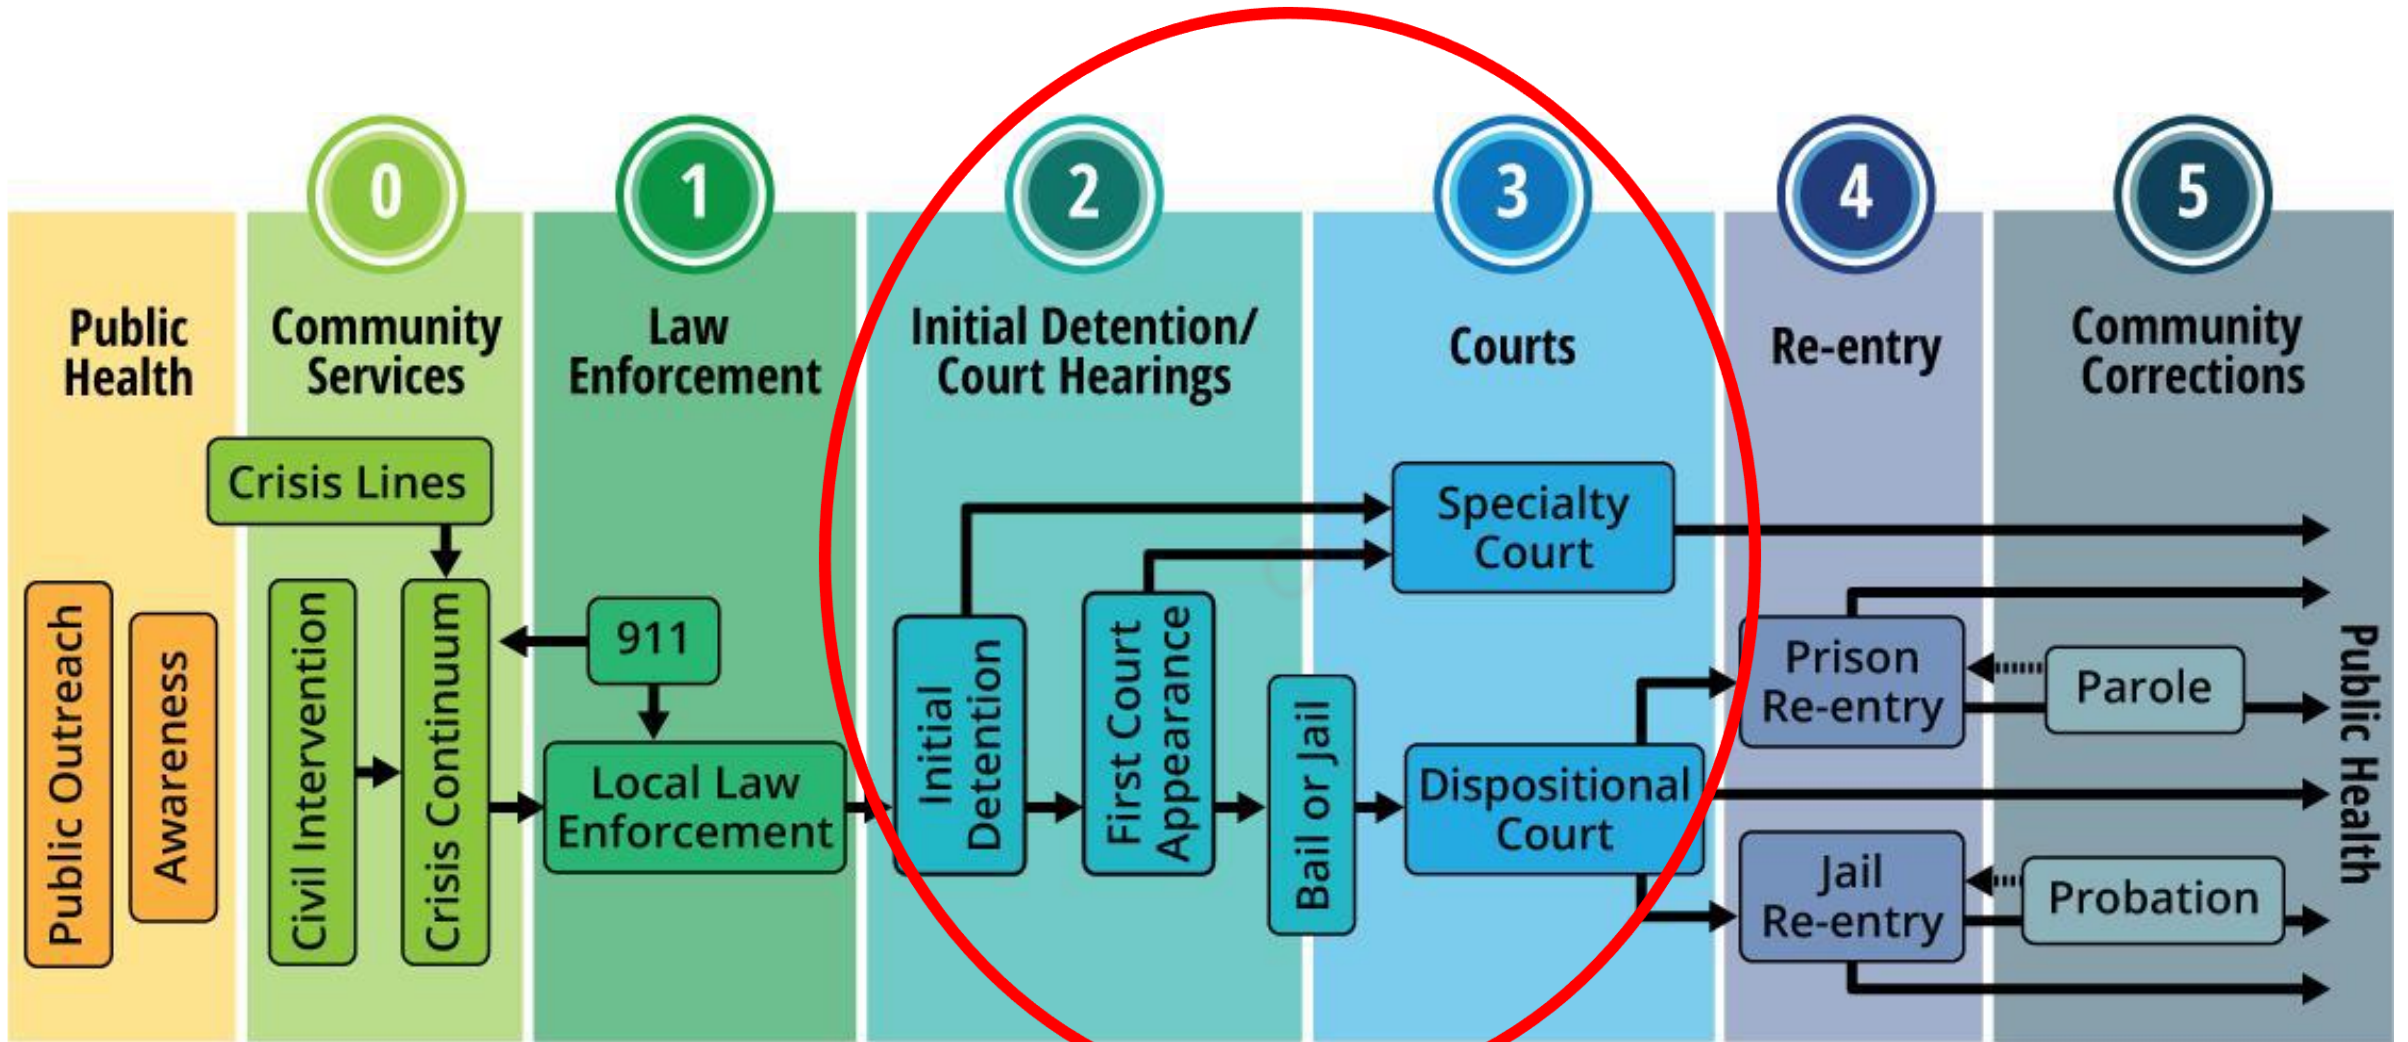 0
1
2
3
4
5
Public
Health
Community
Services
Law
Enforcement
Initial Detention/
Court Hearings
Courts
Re-entry
Community
Corrections
Crisis Lines
Public Outreach
Awareness
Civil Intervention
Crisis Continuum
911
Local Law
Enforcement
Initial
Detention
First Court
Appearance
Bail or Jail
Specialty
Court
Dispositional
Court
Prison
Re-entry
Jail
Re-entry
Parole
Probation
Public Health